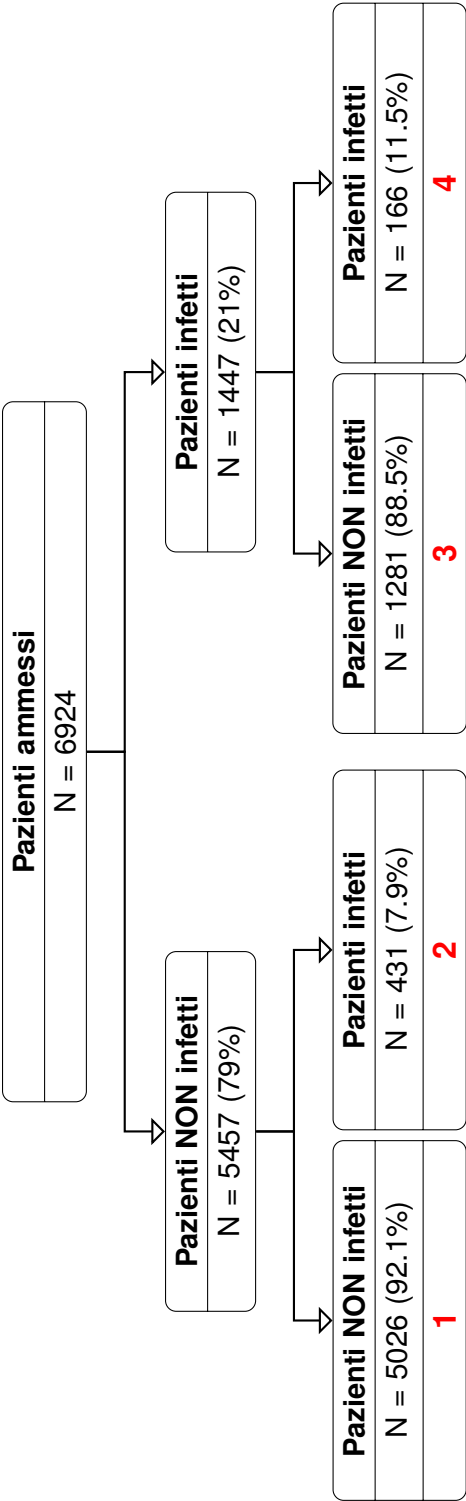 Pazienti ammessi
N = 6924
Pazienti NON infetti
N = 5457 (79%)
Pazienti infetti
N = 1447 (21%)
Pazienti NON infetti
N = 5026 (92.1%)
1
Pazienti infetti
N = 431 (7.9%)
2
Pazienti NON infetti
N = 1281 (88.5%)
3
Pazienti infetti
N = 166 (11.5%)
4